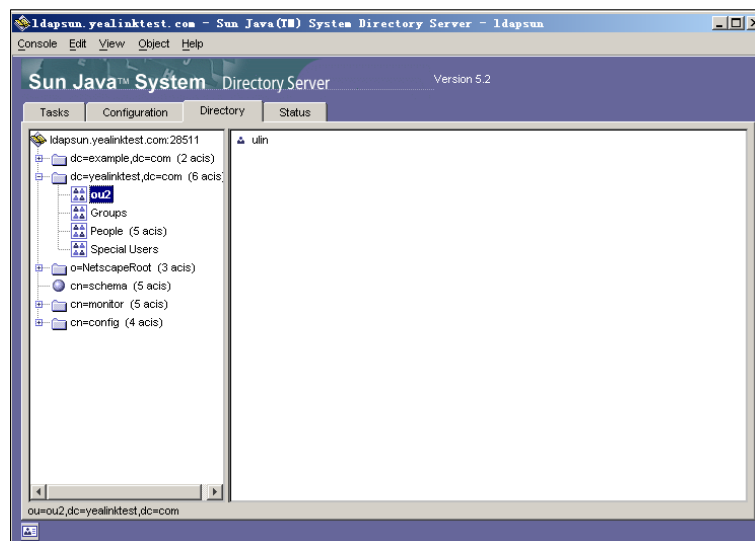 ldapsun.yealinktest.com - Sun Java(TM) System Directory Server - ldapsun
Console Edit View Object Help
Sun Java™ System Directory Server Version 5.2
Tasks Configuration Directory Status
ldapsun.yealinktest.com:28511
dc=example,dc=com (2 acis)
dc=yealinktest,dc=com (6 acis)
ou2
Groups
People (5 acis)
Special Users
o=NetscapeRoot (3 acis)
cn=schema (5 acis)
cn=monitor (5 acis)
cn=config (4 acis)
ulin
ou=ou2,dc=yealinktest,dc=com